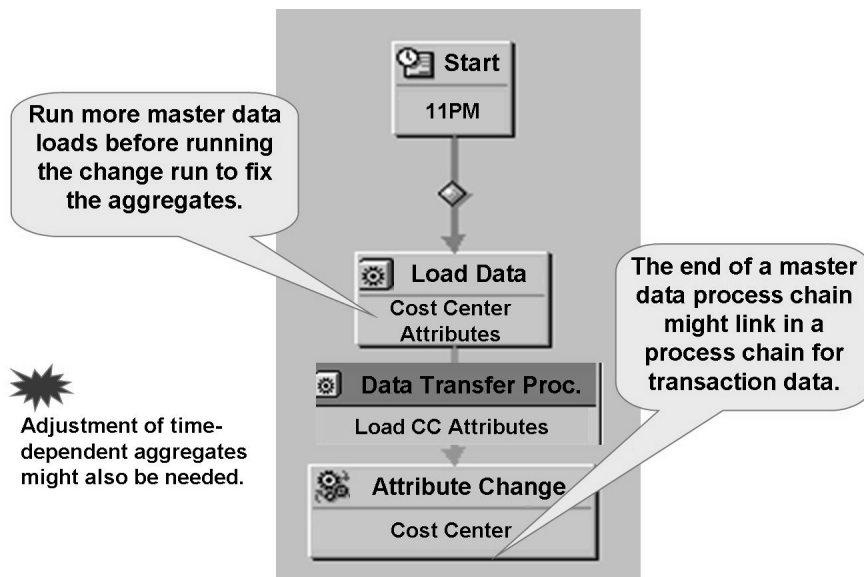 Start
11PM
Run more master data
loads before running
the change run to fix
the aggregates.
Load Data
Cost Center
Attributes
The end of a master
data process chain
might link in a
process chain for
transaction data.
Data Transfer Proc.
Load CC Attributes
Adjustment of time-
dependent aggregates
might also be needed.
Attribute Change
Cost Center